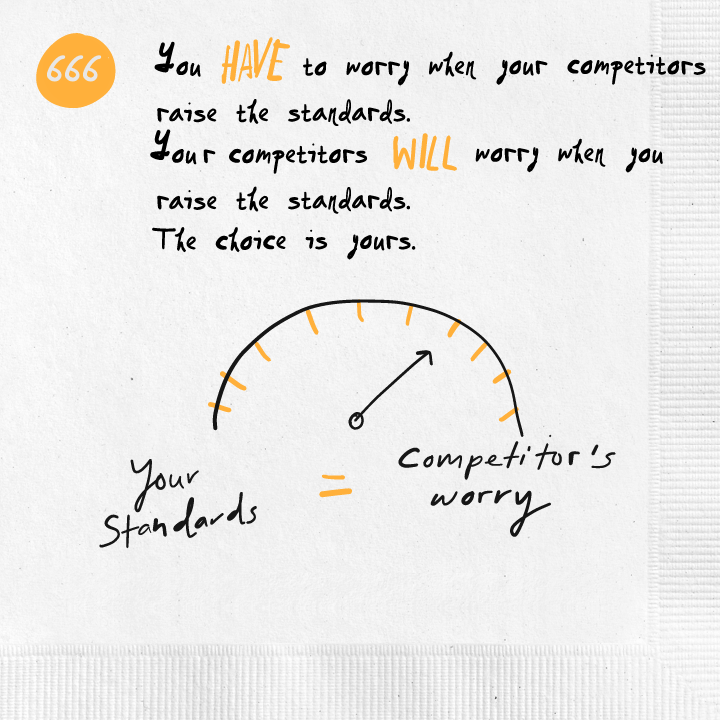 666
You HAVE to worry when your competitors
raise the standards.
Your competitors WILL worry when you
raise the standards.
The choice is yours.
Your
Standards
=
Competitor's
worry